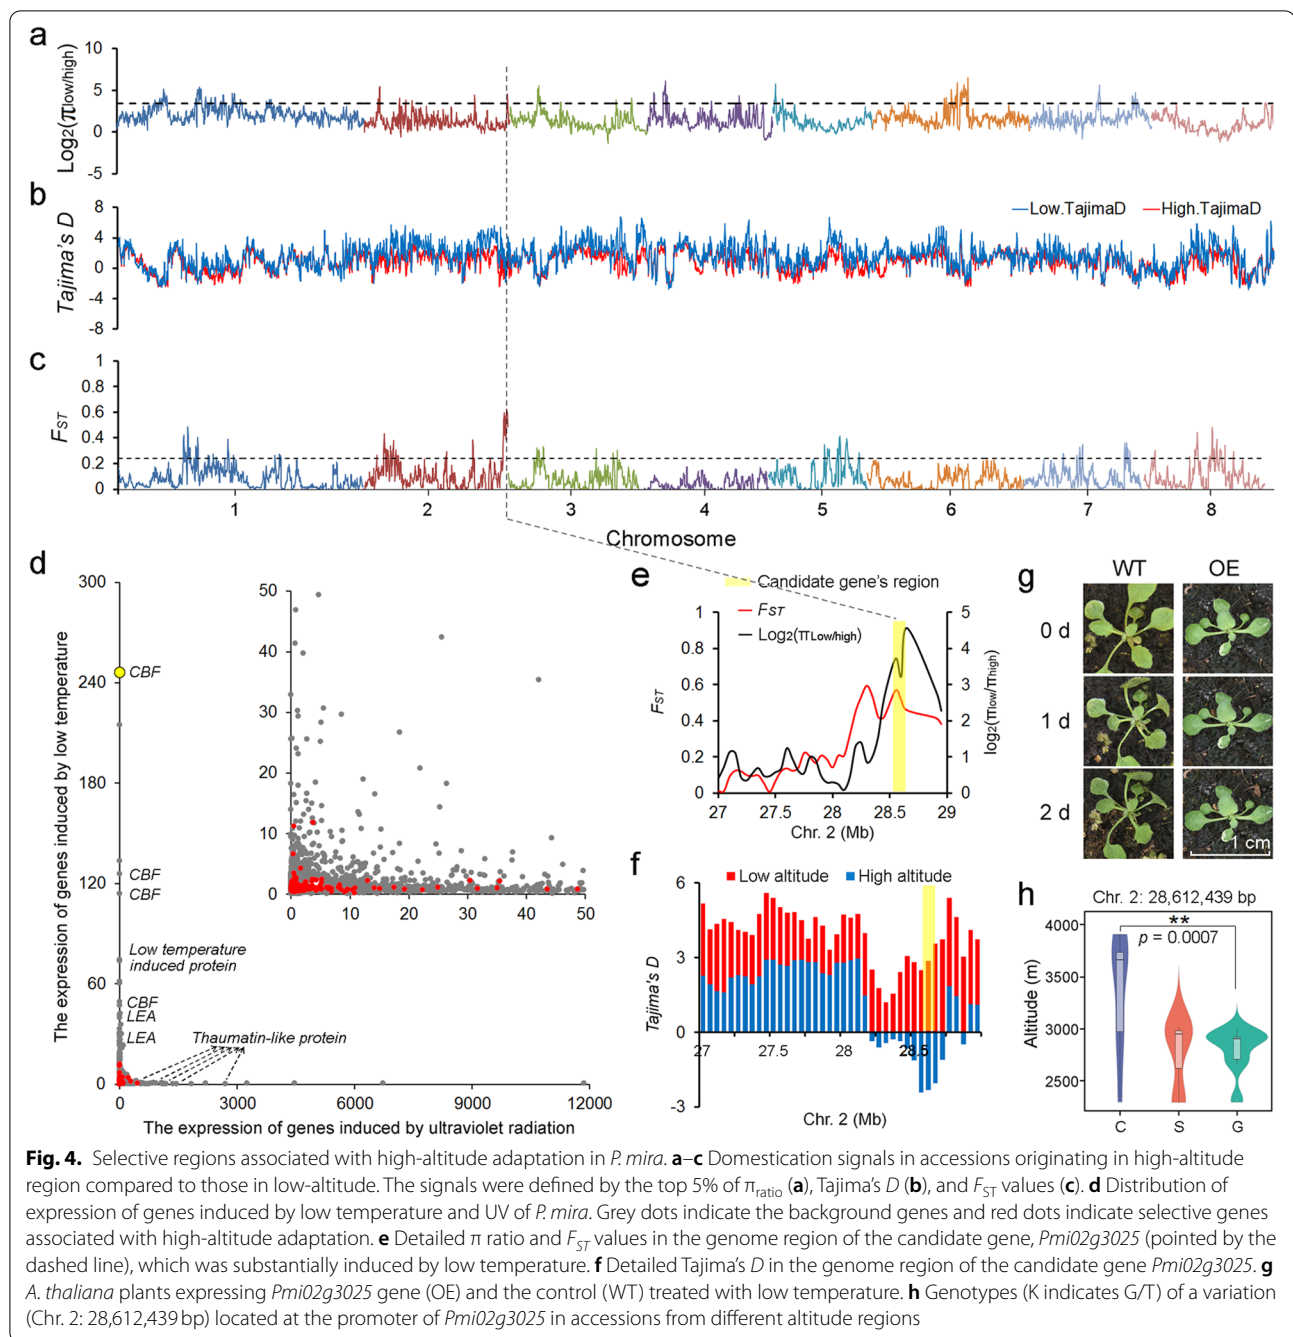 a
10
5
0
-5
Log2(πlow/high)
b
8
4
0
-4
-8
Tajima's D
Low.TajimaD
High.TajimaD
c
1
0.8
0.6
0.4
0.2
0
FST
1 2 3 4 5 6 7 8
Chromosome
d
300
240
180
120
60
0
The expression of genes induced by low temperature
CBF
CBF
CBF
Low temperature
induced protein
CBF
LEA
LEA
Thaumatin-like protein
0 3000 6000 9000 12000
The expression of genes induced by ultraviolet radiation
50
40
30
20
10
0
0 10 20 30 40 50
e
Candidate gene's region
FST
Log2(πLow/high)
1
0.8
0.6
0.4
0.2
0
FST
5
4
3
2
1
0
log2(πlow/πhigh)
27 27.5 28 28.5 29
Chr. 2 (Mb)
f
Low altitude
High altitude
6
3
0
-3
Tajima's D
27 27.5 28 28.5
Chr. 2 (Mb)
g
WT OE
0 d
1 d
2 d
1 cm
h
Chr. 2: 28,612,439 bp
**
p = 0.0007
4000
3500
3000
2500
Altitude (m)
C S G
Fig. 4. Selective regions associated with high-altitude adaptation in P. mira. a–c Domestication signals in accessions originating in high-altitude
region compared to those in low-altitude. The signals were defined by the top 5% of πratio (a), Tajima's D (b), and FST values (c). d Distribution of
expression of genes induced by low temperature and UV of P. mira. Grey dots indicate the background genes and red dots indicate selective genes
associated with high-altitude adaptation. e Detailed π ratio and FST values in the genome region of the candidate gene, Pmi02g3025 (pointed by the
dashed line), which was substantially induced by low temperature. f Detailed Tajima's D in the genome region of the candidate gene Pmi02g3025. g
A. thaliana plants expressing Pmi02g3025 gene (OE) and the control (WT) treated with low temperature. h Genotypes (K indicates G/T) of a variation
(Chr. 2: 28,612,439 bp) located at the promoter of Pmi02g3025 in accessions from different altitude regions